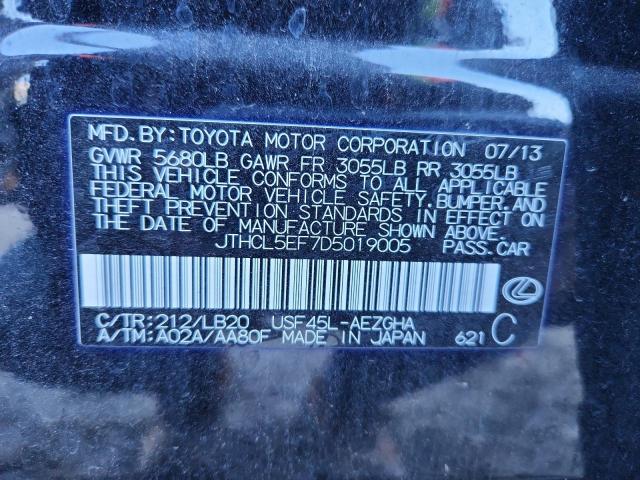 MFD. BY: TOYOTA MOTOR CORPORATION 07/13
GVWR 5680LB GAWR FR 3055LB RR 3055LB
THIS VEHICLE CONFORMS TO ALL APPLICABLE
FEDERAL MOTOR VEHICLE SAFETY, BUMPER, AND
THEFT PREVENTION STANDARDS IN EFFECT ON
THE DATE OF MANUFACTURE SHOWN ABOVE.
JTHCL5EF7D5019005 PASS. CAR
C/TR: 212/LB20 USF45L-AEZGHA
A/TM: A02A/AA80F MADE IN JAPAN 621 C